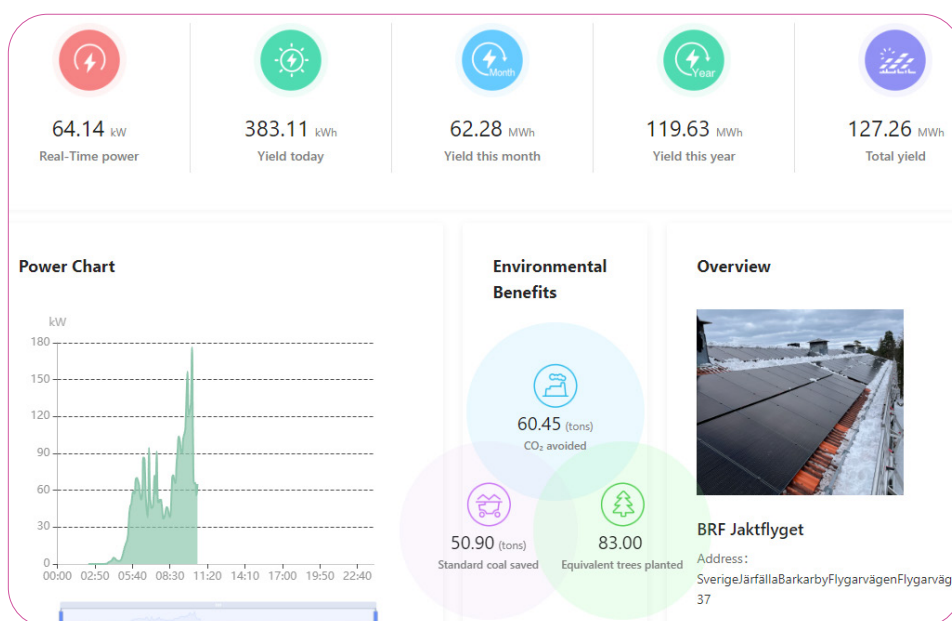 Month
Year
64.14 kW
383.11 kWh
62.28 MWh
119.63 MWh
127.26 MWh
Real-Time power
Yield today
Yield this month
Yield this year
Total yield
Power Chart
kW
180
150
120
90
60
30
0
00:00 02:50 05:40 08:30 11:20 14:10 17:00 19:50 22:40
Environmental
Benefits
60.45 (tons)
CO₂ avoided
50.90 (tons)
Standard coal saved
83.00
Equivalent trees planted
Overview
BRF Jaktflyget
Address:
SverigeJärfällaBarkarbyFlygarvägenFlygarväg
37